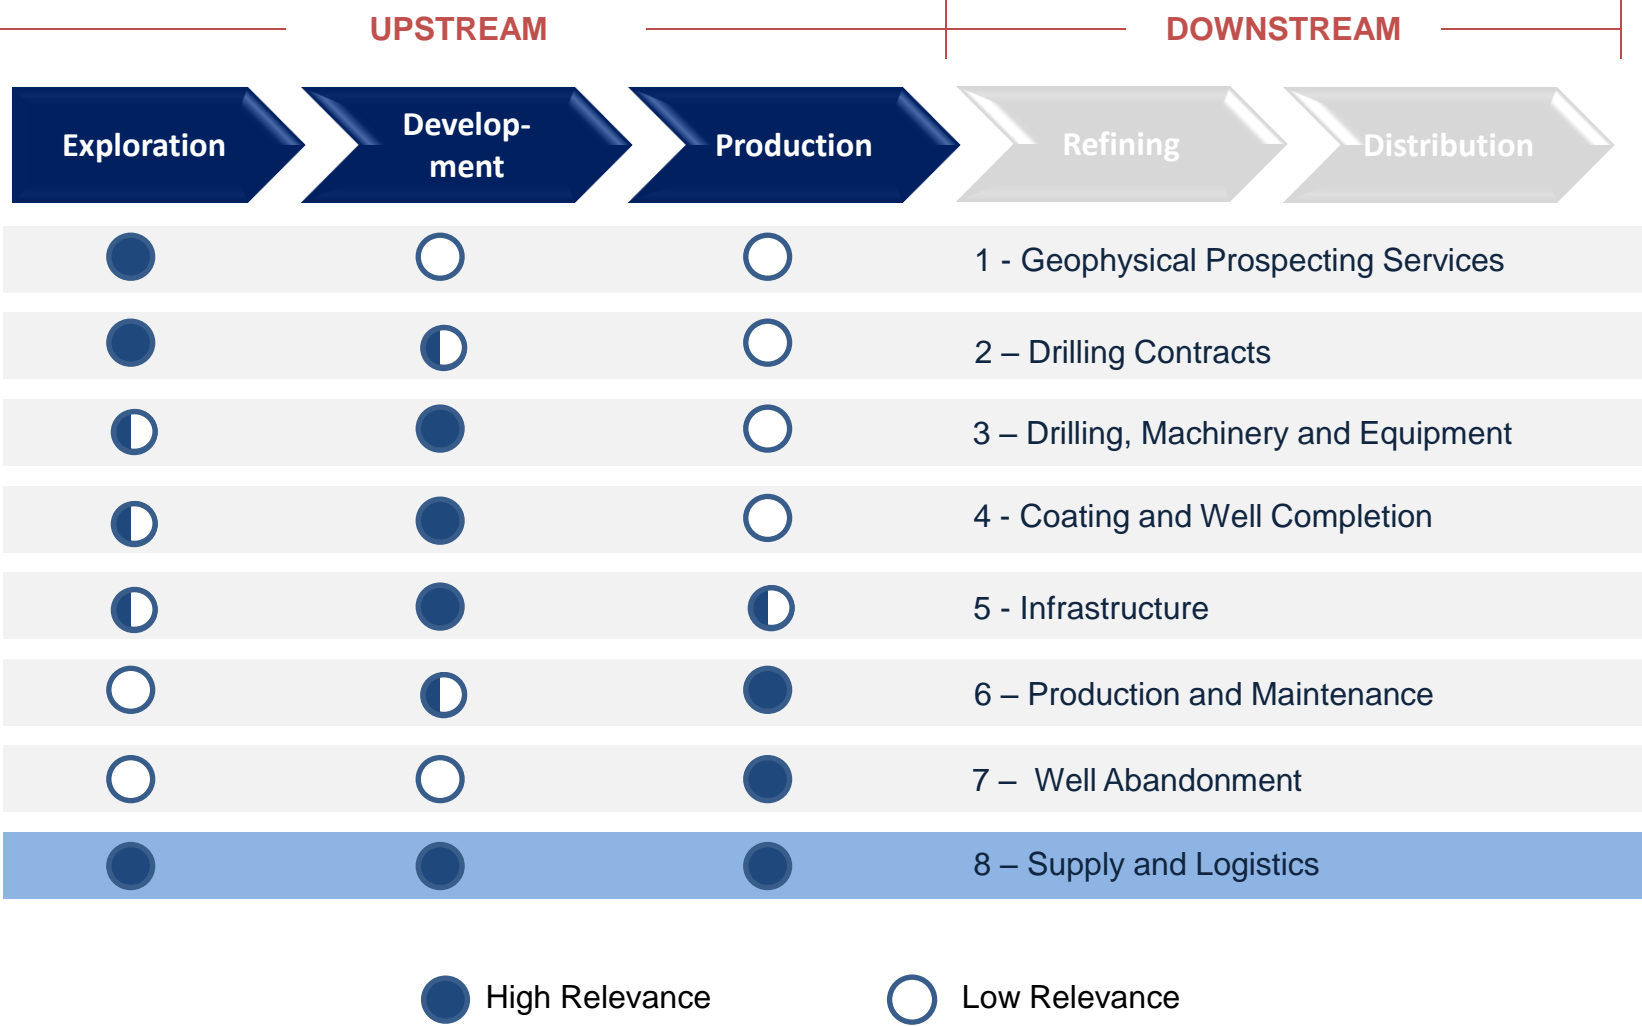 UPSTREAM
DOWNSTREAM
Exploration
Develop-
ment
Production
Refining
Distribution
1 - Geophysical Prospecting Services
2 – Drilling Contracts
3 – Drilling, Machinery and Equipment
4 - Coating and Well Completion
5 - Infrastructure
6 – Production and Maintenance
7 – Well Abandonment
8 – Supply and Logistics
High Relevance
Low Relevance